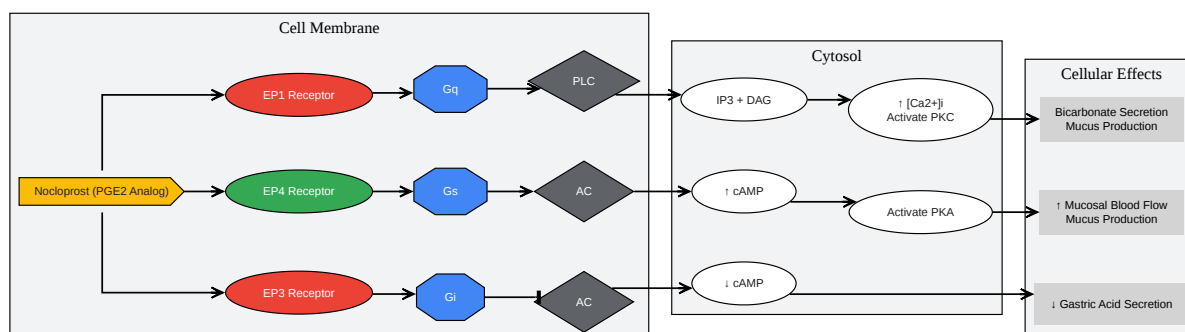 Cell Membrane
Cytosol
Cellular Effects
EP1 Receptor
Gq
PLC
IP3 + DAG
↑ [Ca2+]i
Activate PKC
Bicarbonate Secretion
Mucus Production
Nocloprost (PGE2 Analog)
EP4 Receptor
Gs
AC
↑ cAMP
Activate PKA
↑ Mucosal Blood Flow
Mucus Production
EP3 Receptor
Gi
AC
↓ cAMP
↓ Gastric Acid Secretion